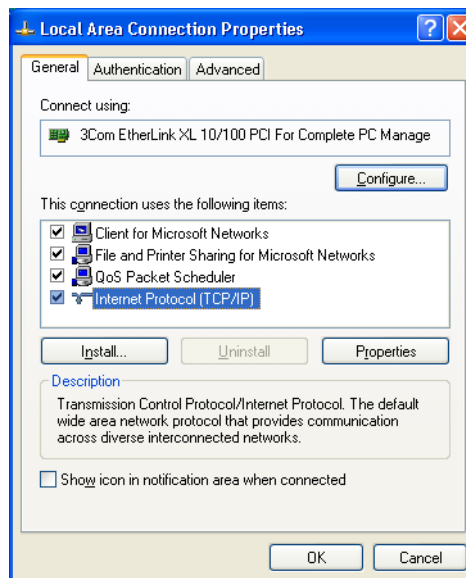 Local Area Connection Properties
General Authentication Advanced
Connect using:
3Com EtherLink XL 10/100 PCI For Complete PC Manage
Configure...
This connection uses the following items:
Client for Microsoft Networks
File and Printer Sharing for Microsoft Networks
QoS Packet Scheduler
Internet Protocol (TCP/IP)
Install... Uninstall Properties
Description
Transmission Control Protocol/Internet Protocol. The default
wide area network protocol that provides communication
across diverse interconnected networks.
Show icon in notification area when connected
OK Cancel